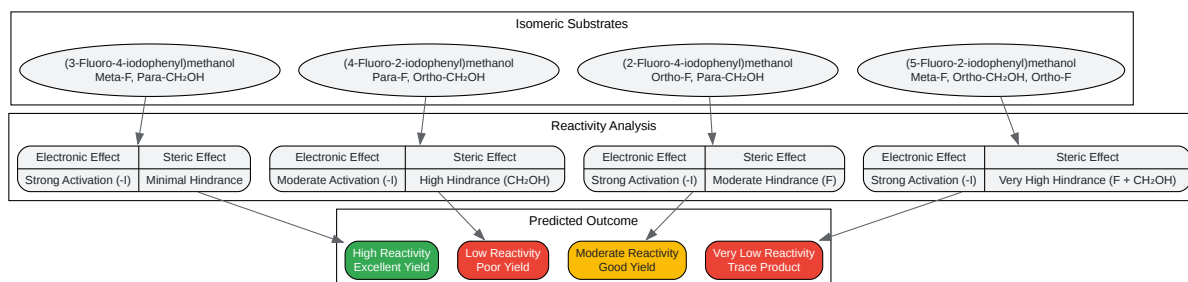 Isomeric Substrates
(3-Fluoro-4-iodophenyl)methanol
Meta-F, Para-CH₂OH
(4-Fluoro-2-iodophenyl)methanol
Para-F, Ortho-CH₂OH
(2-Fluoro-4-iodophenyl)methanol
Ortho-F, Para-CH₂OH
(5-Fluoro-2-iodophenyl)methanol
Meta-F, Ortho-CH₂OH, Ortho-F
Reactivity Analysis
Electronic Effect
Steric Effect
Strong Activation (-I)
Minimal Hindrance
Electronic Effect
Steric Effect
Moderate Activation (-I)
High Hindrance (CH₂OH)
Electronic Effect
Steric Effect
Strong Activation (-I)
Moderate Hindrance (F)
Electronic Effect
Steric Effect
Strong Activation (-I)
Very High Hindrance (F + CH₂OH)
Predicted Outcome
High Reactivity
Excellent Yield
Low Reactivity
Poor Yield
Moderate Reactivity
Good Yield
Very Low Reactivity
Trace Product